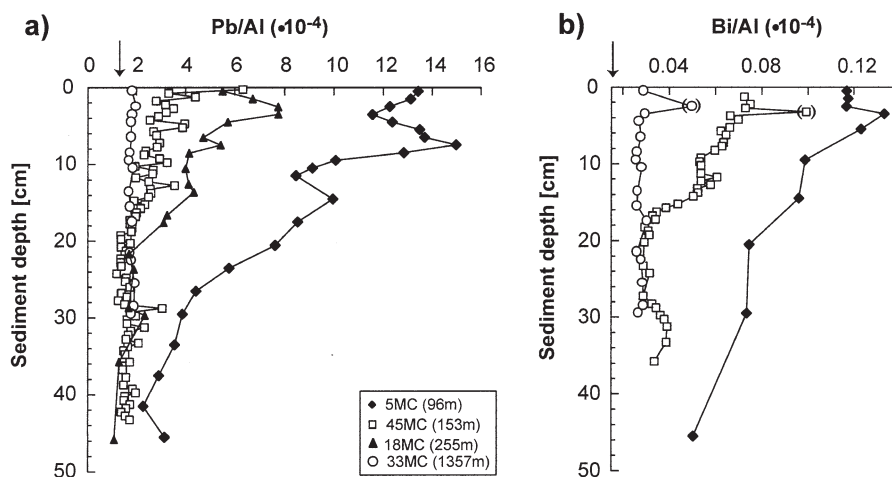 a)
Pb/Al (•10-4)
0 2 4 6 8 10 12 14 16
0
10
20
30
40
50
Sediment depth [cm]
5MC (96m)
45MC (153m)
18MC (255m)
33MC (1357m)
b)
Bi/Al (•10-4)
0.04 0.08 0.12
0
10
20
30
40
50
Sediment depth [cm]